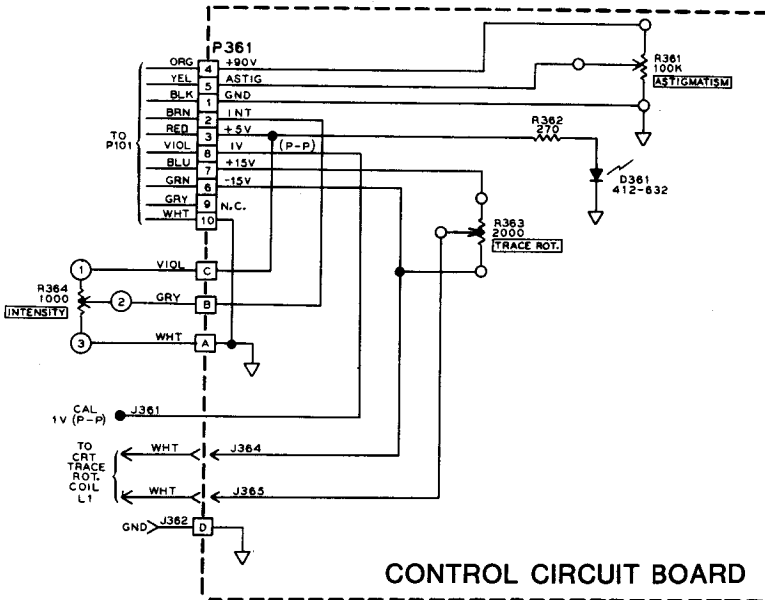 P361
ORG 4 +90V
YEL 5 ASTIG
BLK 1 GND
BRN 2 INT
RED 3 +5V
VIOL 8 1V (P-P)
BLU 7 +15V
GRN 6 -15V
GRY 9 N.C.
WHT 10
TO
P101
R361
100K
ASTIGMATISM
R362
270
D361
412-632
R363
2000
TRACE ROT.
R364
1000
INTENSITY
1 VIOL C
2 GRY B
3 WHT A
CAL
1V (P-P)
J361
TO
CRT
TRACE
ROT.
COIL
L1
WHT J364
WHT J365
GND J362 D
CONTROL CIRCUIT BOARD